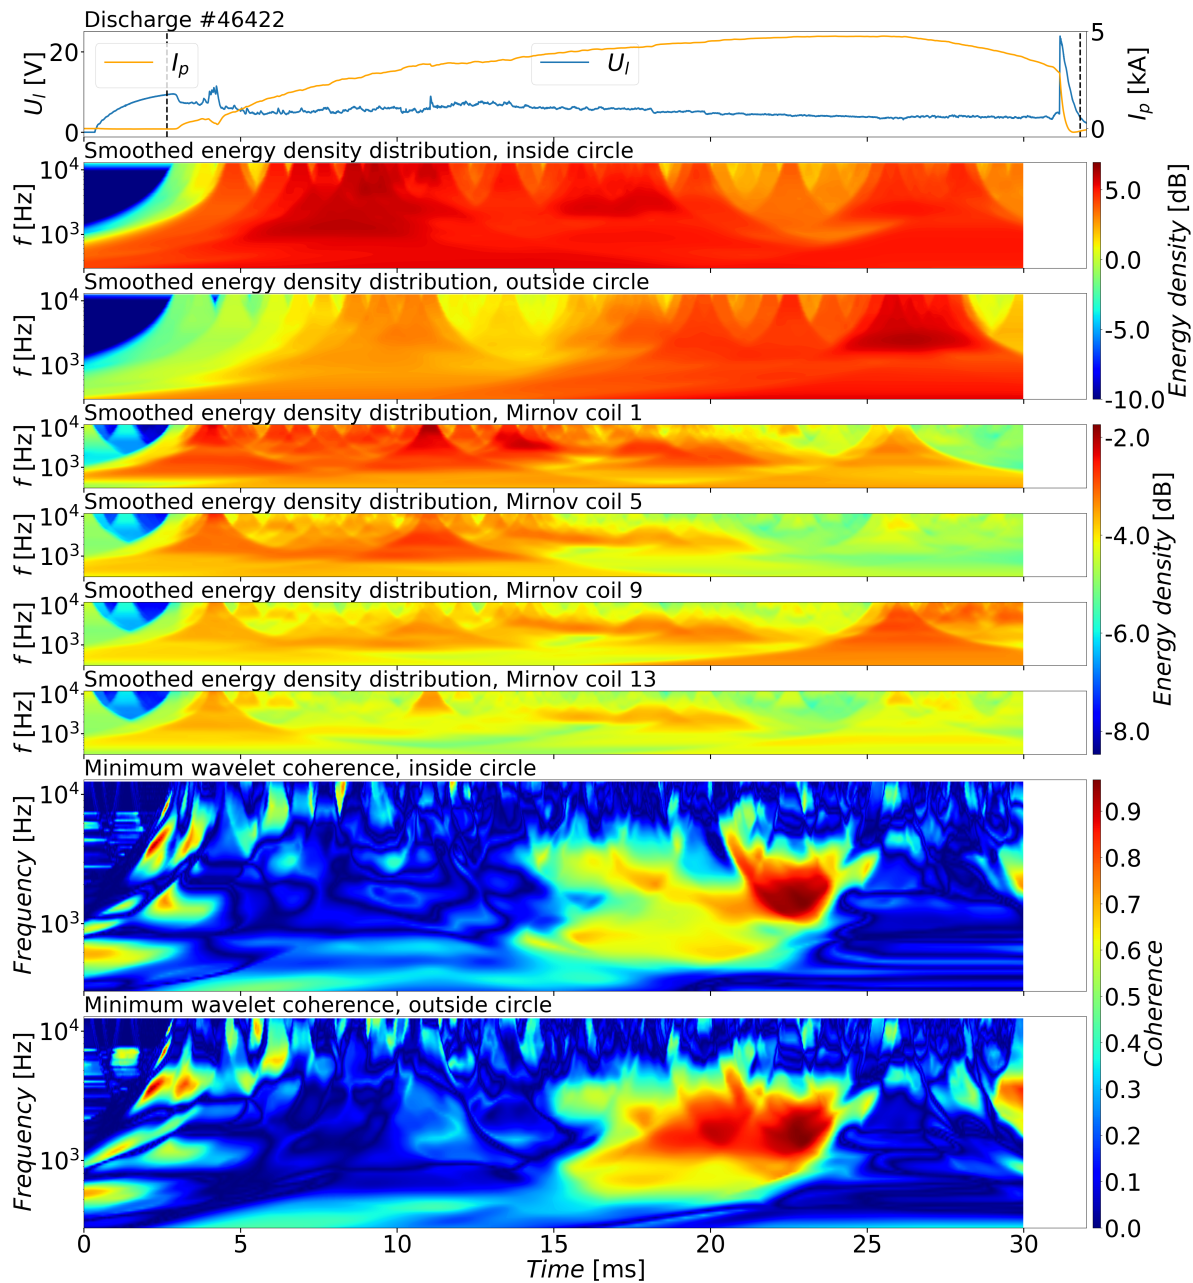 Discharge #46422
U_l [V]
20
0
I_p
U_l
5
0
I_p [kA]
Smoothed energy density distribution, inside circle
f [Hz]
10^4
10^3
Smoothed energy density distribution, outside circle
f [Hz]
10^4
10^3
5.0
0.0
-5.0
-10.0
Energy density [dB]
Smoothed energy density distribution, Mirnov coil 1
f [Hz]
10^4
10^3
Smoothed energy density distribution, Mirnov coil 5
f [Hz]
10^4
10^3
Smoothed energy density distribution, Mirnov coil 9
f [Hz]
10^4
10^3
Smoothed energy density distribution, Mirnov coil 13
f [Hz]
10^4
10^3
-2.0
-4.0
-6.0
-8.0
Energy density [dB]
Minimum wavelet coherence, inside circle
Frequency [Hz]
10^4
10^3
Minimum wavelet coherence, outside circle
Frequency [Hz]
10^4
10^3
0.9
0.8
0.7
0.6
0.5
0.4
0.3
0.2
0.1
0.0
Coherence
0 5 10 15 20 25 30
Time [ms]